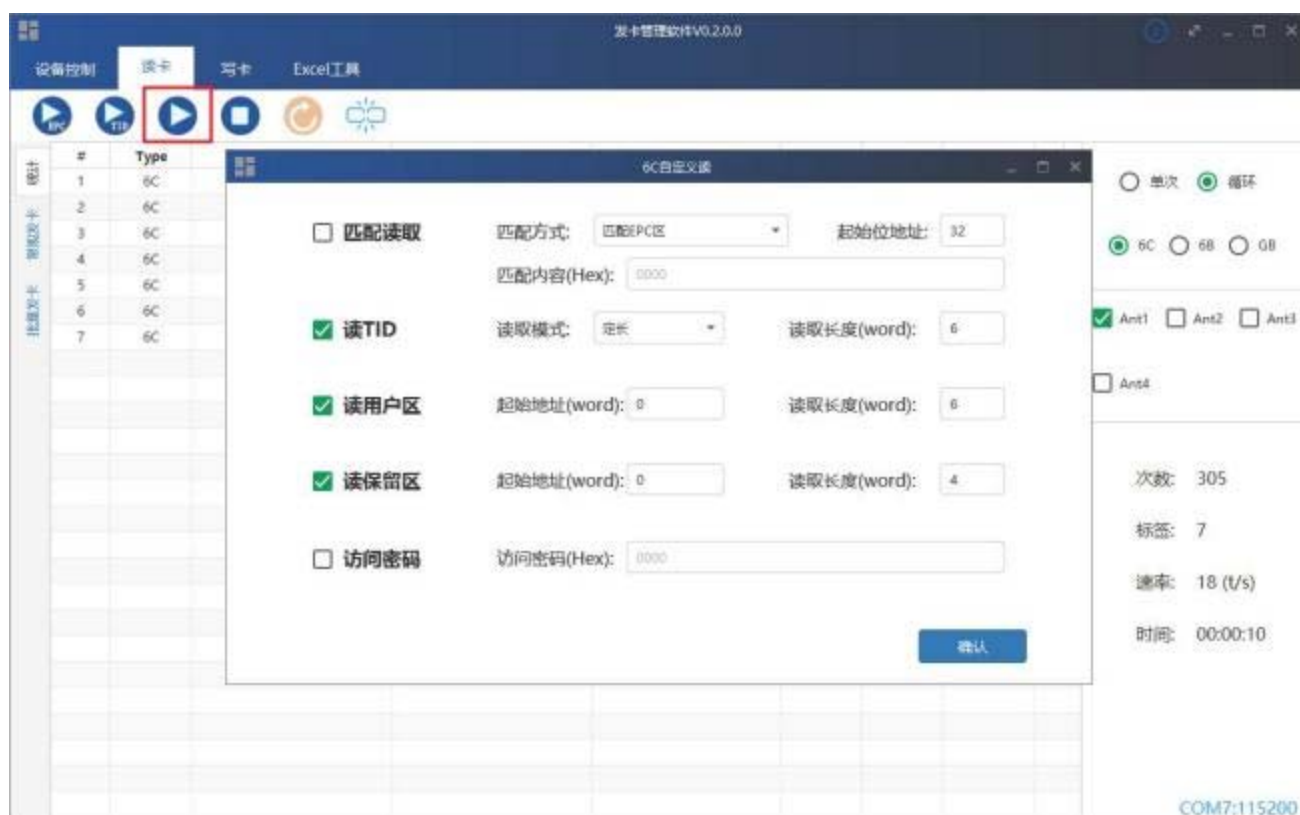 发卡管理软件V0.2.0.0
设备控制 读卡 写卡 Excel工具
EPC TID
# Type
1 6C
2 6C
3 6C
4 6C
5 6C
6 6C
7 6C
统计
批量发卡
6C自定义读
匹配读取 匹配方式: 匹配EPC区 起始位地址: 32
匹配内容(Hex): 0000
读TID 读取模式: 定长 读取长度(word): 6
读用户区 起始地址(word): 0 读取长度(word): 6
读保留区 起始地址(word): 0 读取长度(word): 4
访问密码 访问密码(Hex): 0000
确认
单次 循环
6C 6B GB
Ant1 Ant2 Ant3
Ant4
次数: 305
标签: 7
速率: 18 (t/s)
时间: 00:00:10
COM7:115200